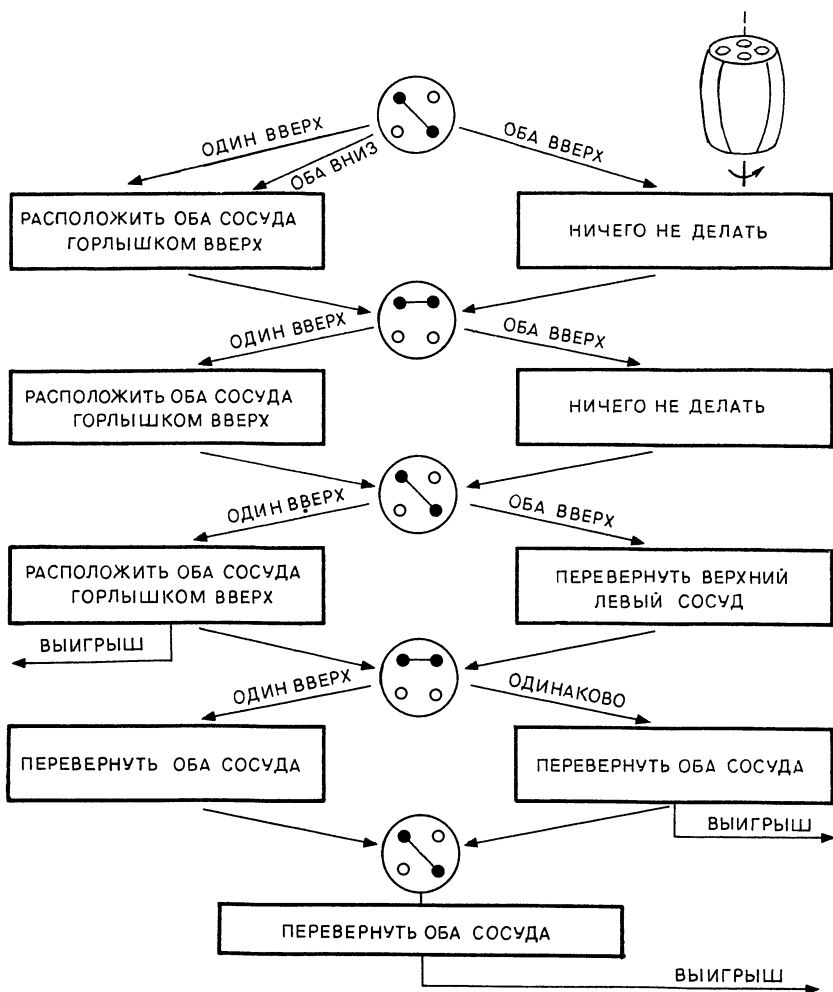 ОДИН ВВЕРХ
ОБА ВНИЗ
ОБА ВВЕРХ
РАСПОЛОЖИТЬ ОБА СОСУДА
ГОРЛЫШКОМ ВВЕРХ
НИЧЕГО НЕ ДЕЛАТЬ
ОДИН ВВЕРХ
ОБА ВВЕРХ
РАСПОЛОЖИТЬ ОБА СОСУДА
ГОРЛЫШКОМ ВВЕРХ
НИЧЕГО НЕ ДЕЛАТЬ
ОДИН ВВЕРХ
ОБА ВВЕРХ
РАСПОЛОЖИТЬ ОБА СОСУДА
ГОРЛЫШКОМ ВВЕРХ
ПЕРЕВЕРНУТЬ ВЕРХНИЙ
ЛЕВЫЙ СОСУД
ВЫИГРЫШ
ОДИН ВВЕРХ
ОДИНАКОВО
ПЕРЕВЕРНУТЬ ОБА СОСУДА
ПЕРЕВЕРНУТЬ ОБА СОСУДА
ВЫИГРЫШ
ПЕРЕВЕРНУТЬ ОБА СОСУДА
ВЫИГРЫШ